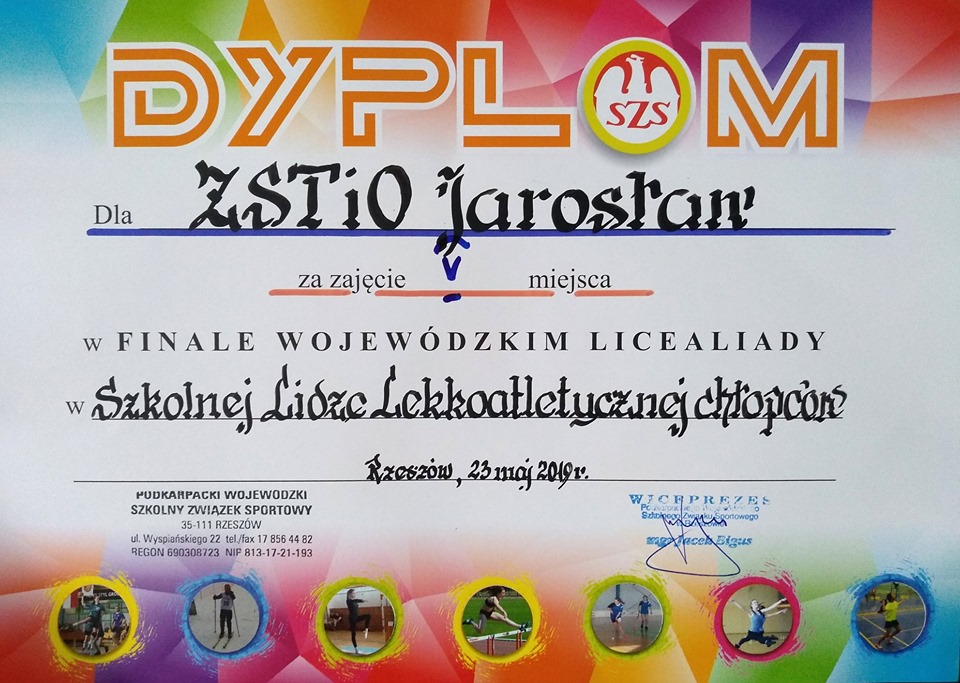 DYPLOM
SZS
Dla ZSTiO Jarosław
za zajęcie V miejsca
w FINALE WOJEWÓDZKIM LICEALIADY
w Szkolnej Lidze Lekkoatletycznej chłopców
Rzeszów, 23 maj 2019 r.
PODKARPACKI WOJEWÓDZKI
SZKOLNY ZWIĄZEK SPORTOWY
35-111 RZESZÓW
ul. Wyspiańskiego 22 tel./fax 17 856 44 82
REGON 690308723 NIP 813-17-21-193
WICEPREZES
Szkolnego Związku Sportowego
mgr Jacek Bigus